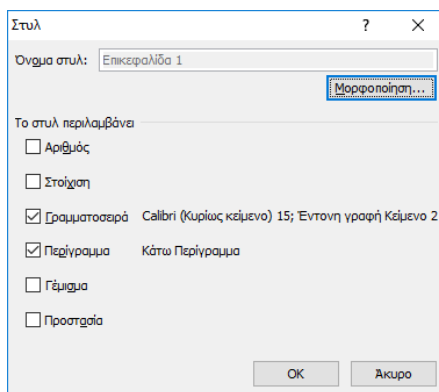 Στυλ ?
Όνομα στυλ: Επικεφαλίδα 1
Μορφοποίηση...
Το στυλ περιλαμβάνει
Αριθμός
Στοίχιση
Γραμματοσειρά Calibri (Κυρίως κείμενο) 15; Έντονη γραφή Κείμενο 2
Περίγραμμα Κάτω Περίγραμμα
Γέμισμα
Προστασία
OK Άκυρο